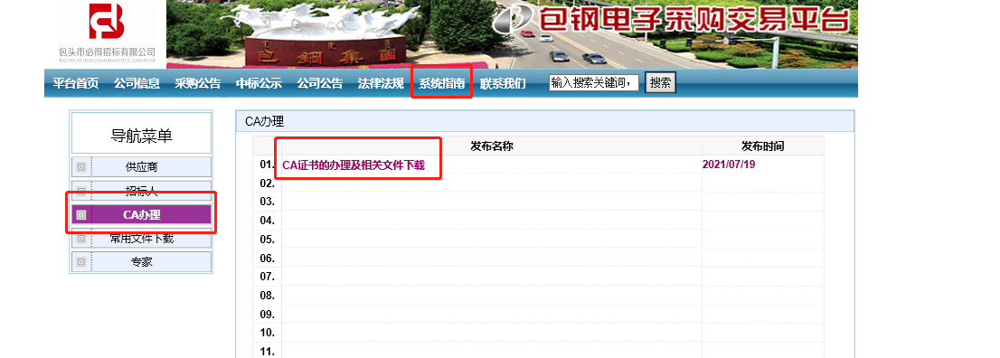 包钢电子采购交易平台
包鋼集團
包头市必得招标有限公司
平台首页 公司信息 采购公告 中标公示 公司公告 法律法规 系统指南 联系我们 输入搜索关键词, 搜索
导航菜单
供应商
招标人
CA办理
常用文件下载
专家
CA办理
发布名称 发布时间
01. CA证书的办理及相关文件下载 2021/07/19
02.
03.
04.
05.
06.
07.
08.
09.
10.
11.